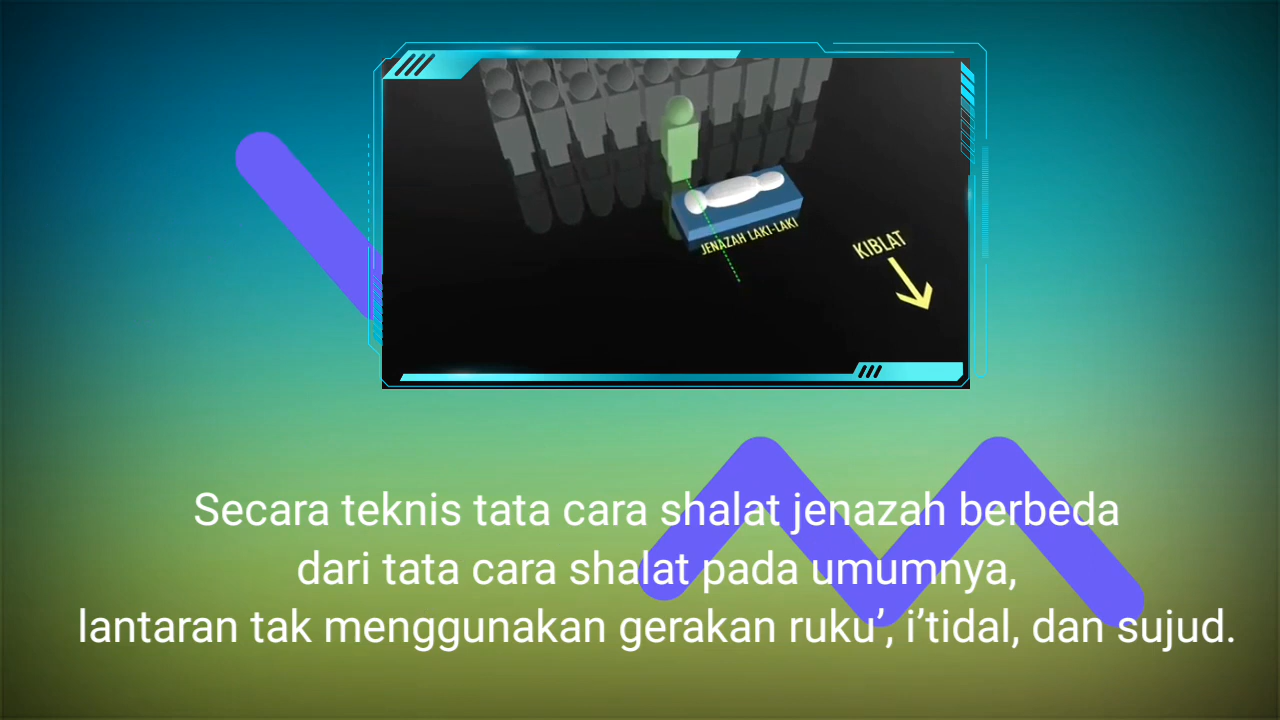 JENAZAH LAKI-LAKI
KIBLAT
Secara teknis tata cara shalat jenazah berbeda
dari tata cara shalat pada umumnya,
lantaran tak menggunakan gerakan ruku’, i’tidal, dan sujud.